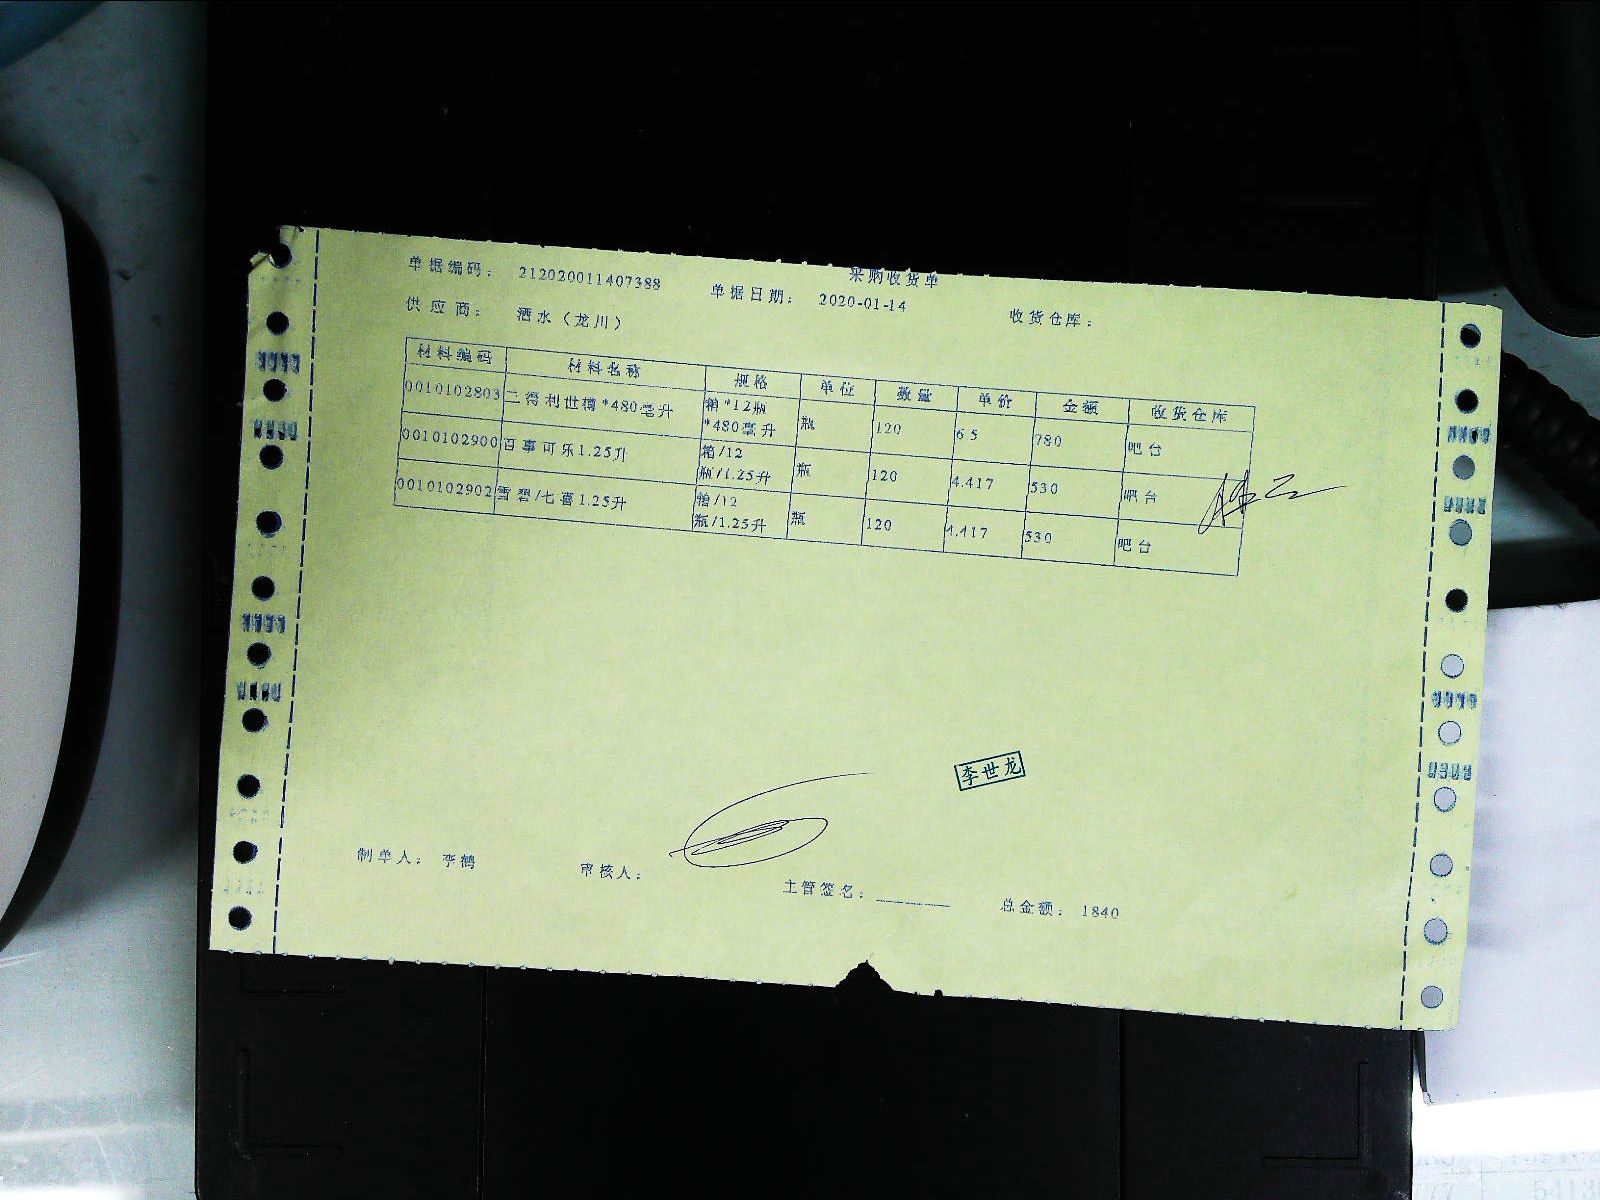 采购收货单
单据编码： 212020011407388 单据日期： 2020-01-14 收货仓库：
供应商： 酒水（龙川）
材料编码 材料名称 规格 单位 数量 单价 金额 收货仓库
0010102803 二得利世樽*480毫升 箱*12瓶*480毫升 瓶 120 6.5 780 吧台
0010102900 百事可乐1.25升 箱/12瓶/1.25升 瓶 120 4.417 530 吧台
0010102902 雪碧/七喜1.25升 箱/12瓶/1.25升 瓶 120 4.417 530 吧台
李世龙
制单人： 李鹤 审核人： 主管签名： 总金额： 1840